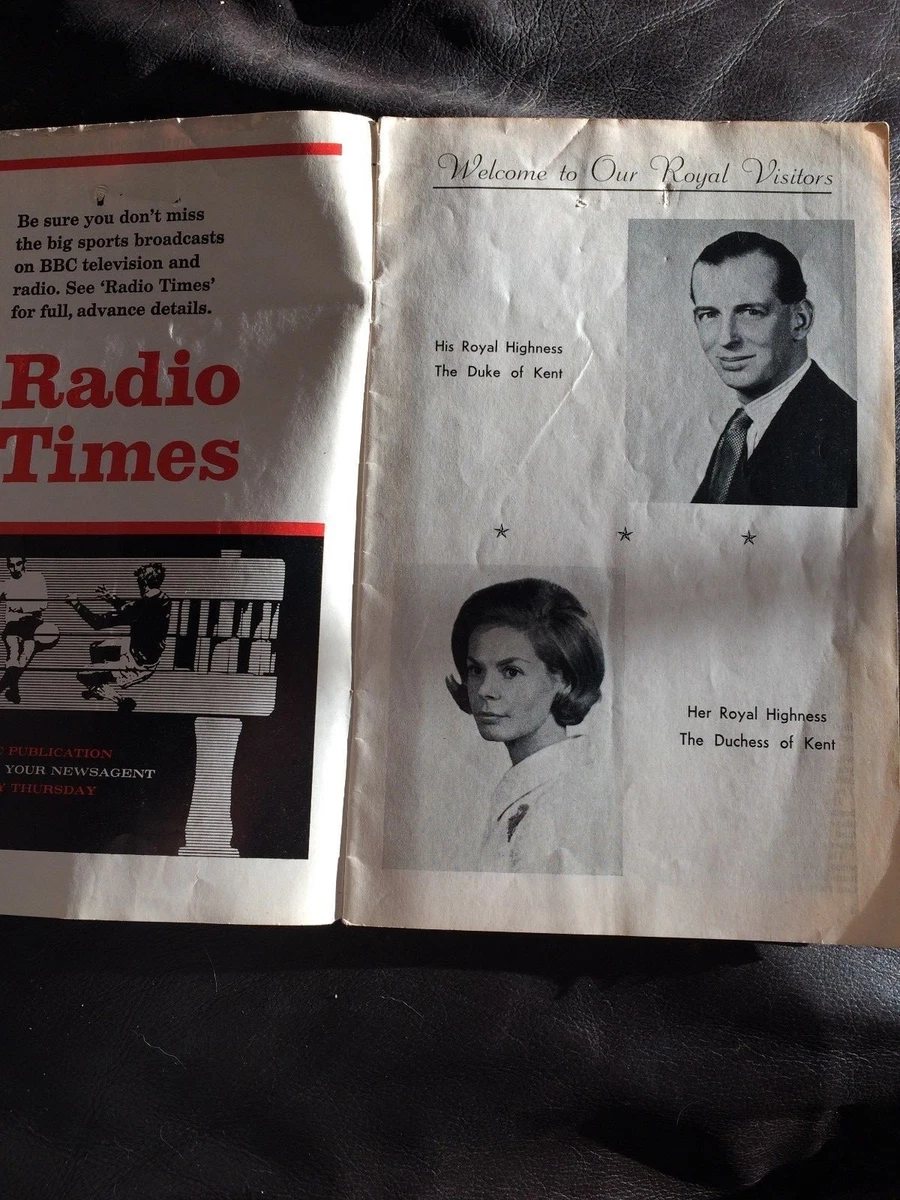 Be sure you don't miss
the big sports broadcasts
on BBC television and
radio. See 'Radio Times'
for full, advance details.
Radio
Times
PUBLICATION
YOUR NEWSAGENT
THURSDAY
Welcome to Our Royal Visitors
His Royal Highness
The Duke of Kent
Her Royal Highness
The Duchess of Kent